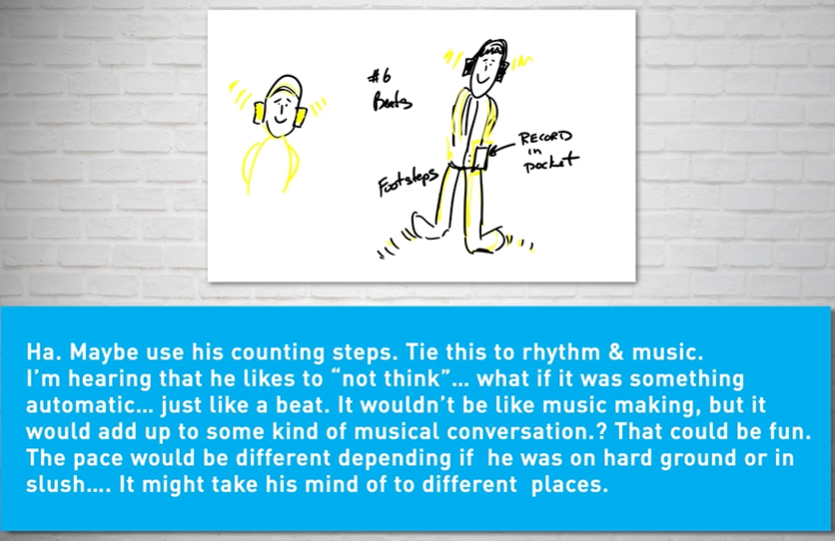 #6
Beats
RECORD
in
pocket
Footsteps
Ha. Maybe use his counting steps. Tie this to rhythm & music.
I’m hearing that he likes to “not think”... what if it was something
automatic... just like a beat. It wouldn’t be like music making, but it
would add up to some kind of musical conversation.? That could be fun.
The pace would be different depending if he was on hard ground or in
slush.... It might take his mind of to different places.